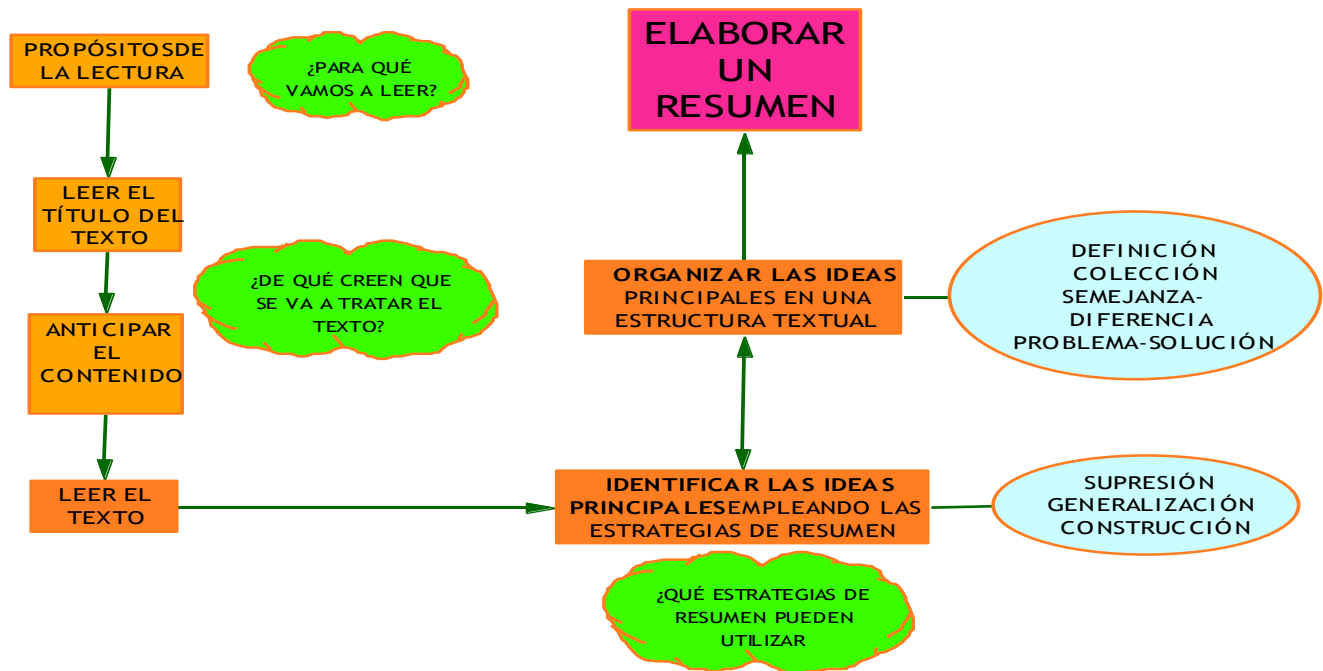 PROPÓSITOSDE
LA LECTURA
¿PARA QUÉ
VAMOS A LEER?
LEER EL
TÍTULO DEL
TEXTO
¿DE QUÉ CREEN QUE
SE VA A TRATAR EL
TEXTO?
ANTICIPAR
EL
CONTENIDO
LEER EL
TEXTO
IDENTIFICAR LAS IDEAS
PRINCIPALESEMPLEANDO LAS
ESTRATEGIAS DE RESUMEN
SUPRESIÓN
GENERALIZACIÓN
CONSTRUCCIÓN
¿QUÉ ESTRATEGIAS DE
RESUMEN PUEDEN
UTILIZAR
ORGANIZAR LAS IDEAS
PRINCIPALES EN UNA
ESTRUCTURA TEXTUAL
DEFINICIÓN
COLECCIÓN
SEMEJANZA-
DIFERENCIA
PROBLEMA-SOLUCIÓN
ELABORAR
UN
RESUMEN